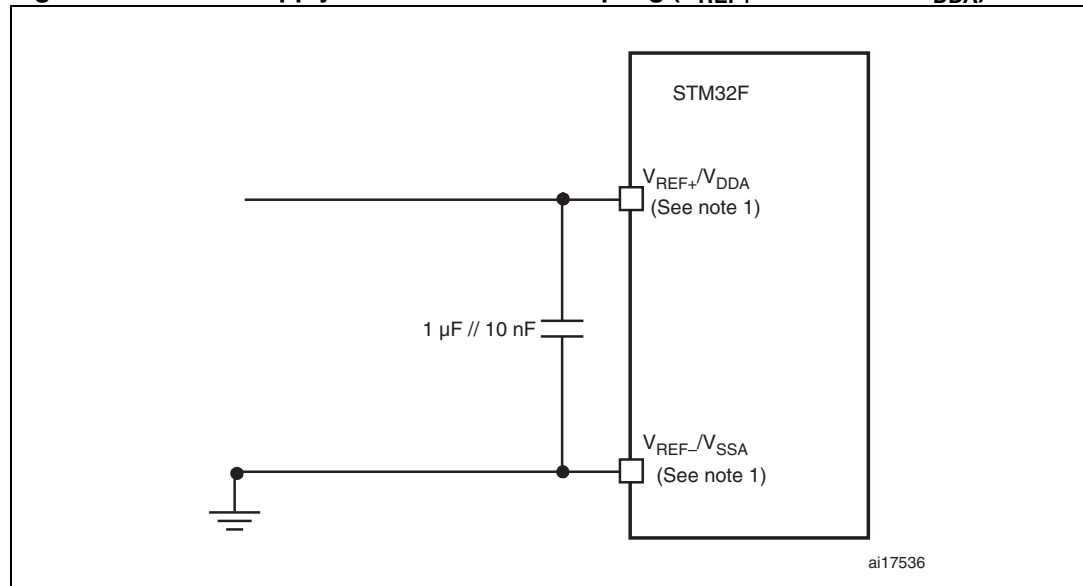 STM32F
VREF+/VDDA
(See note 1)
1 µF // 10 nF
VREF–/VSSA
(See note 1)
ai17536